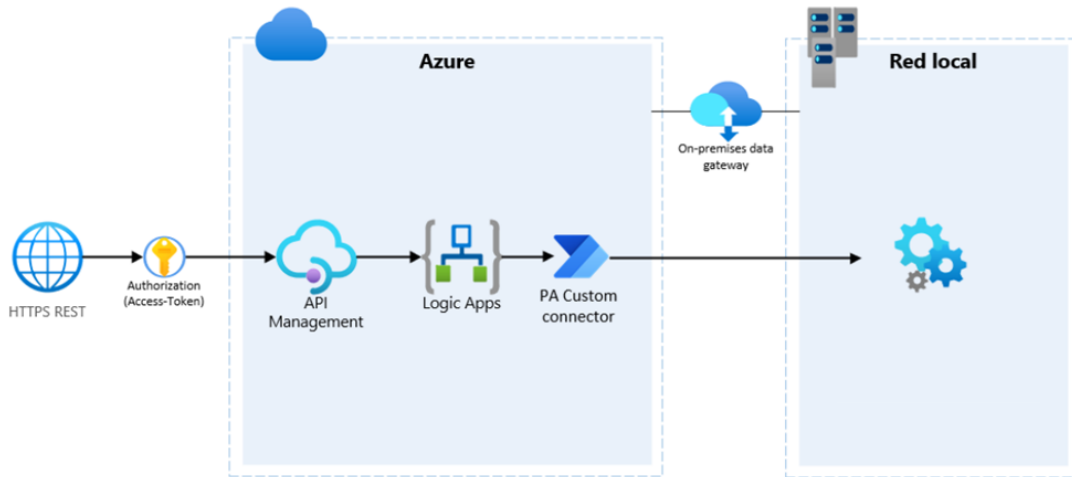 Azure
Red local
On-premises data
gateway
HTTPS REST
Authorization
(Access-Token)
API
Management
Logic Apps
PA Custom
connector